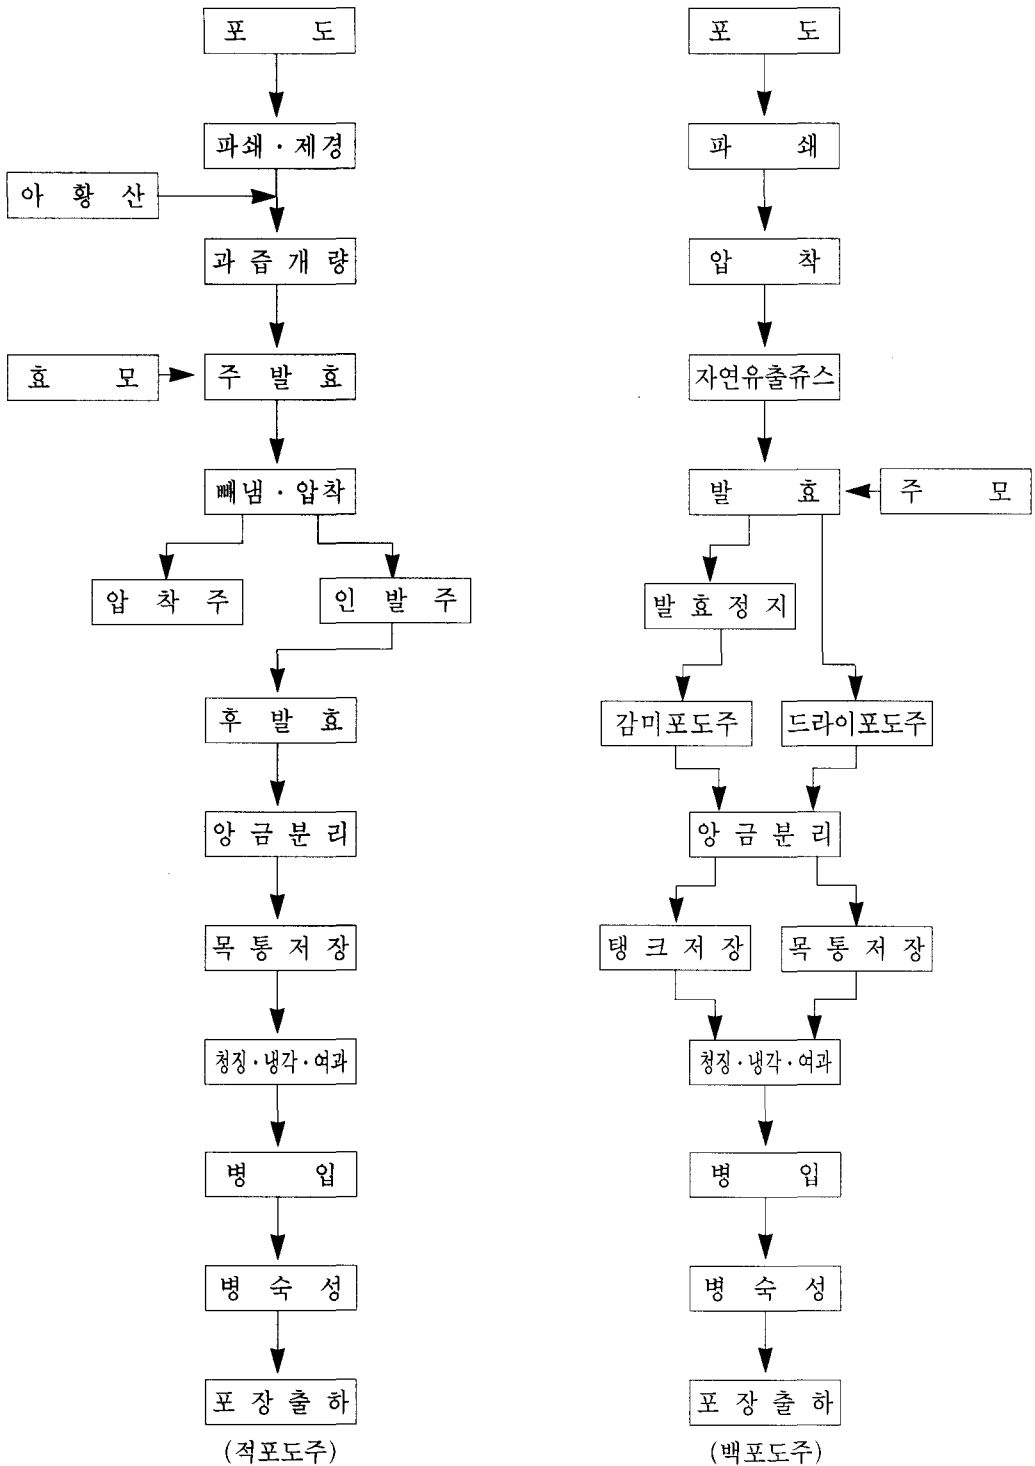 포 도
파쇄·제경
아 황 산
과 즙 개 량
효 모
주 발 효
빼냄·압착
압 착 주
인 발 주
후 발 효
앙 금 분 리
목 통 저 장
청징·냉각·여과
병 입
병 숙 성
포 장 출 하
(적포도주)
포 도
파 쇄
압 착
자연유출쥬스
발 효
주 모
발 효 정 지
감미포도주
드라이포도주
앙 금 분 리
탱 크 저 장
목 통 저 장
청징·냉각·여과
병 입
병 숙 성
포 장 출 하
(백포도주)